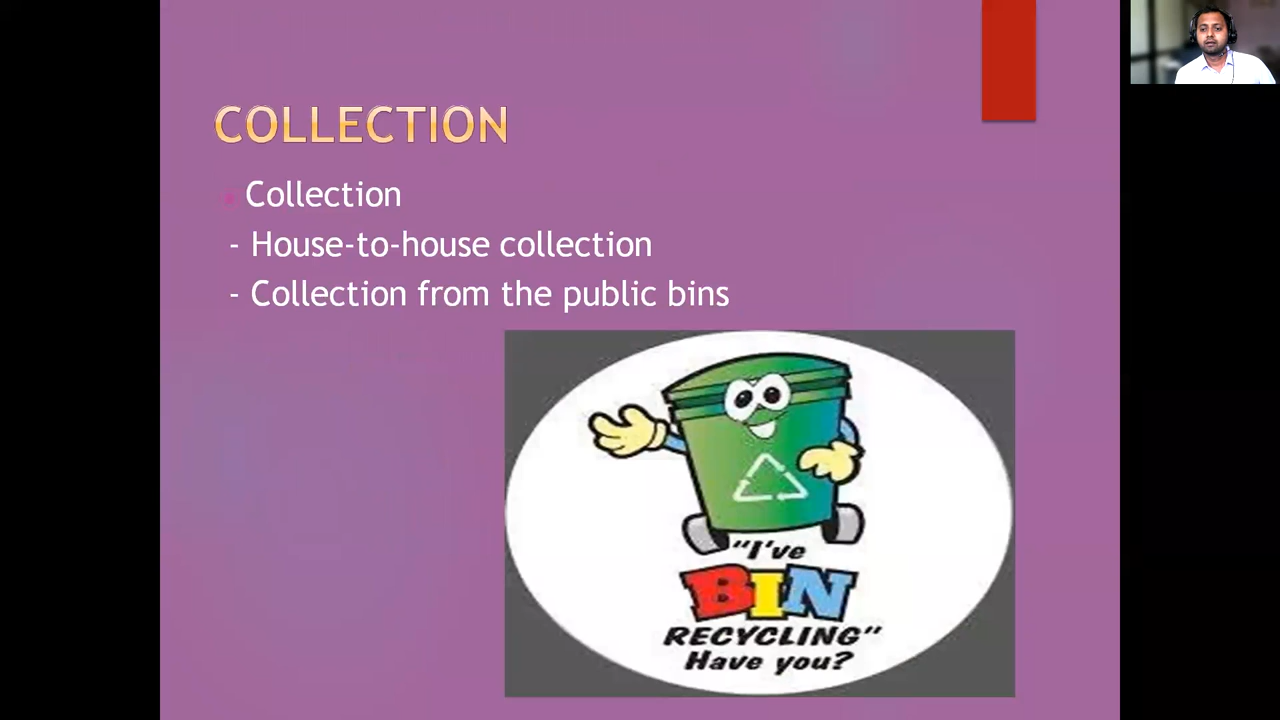 COLLECTION
Collection
- House-to-house collection
- Collection from the public bins
"I've
BIN
RECYCLING"
Have you?